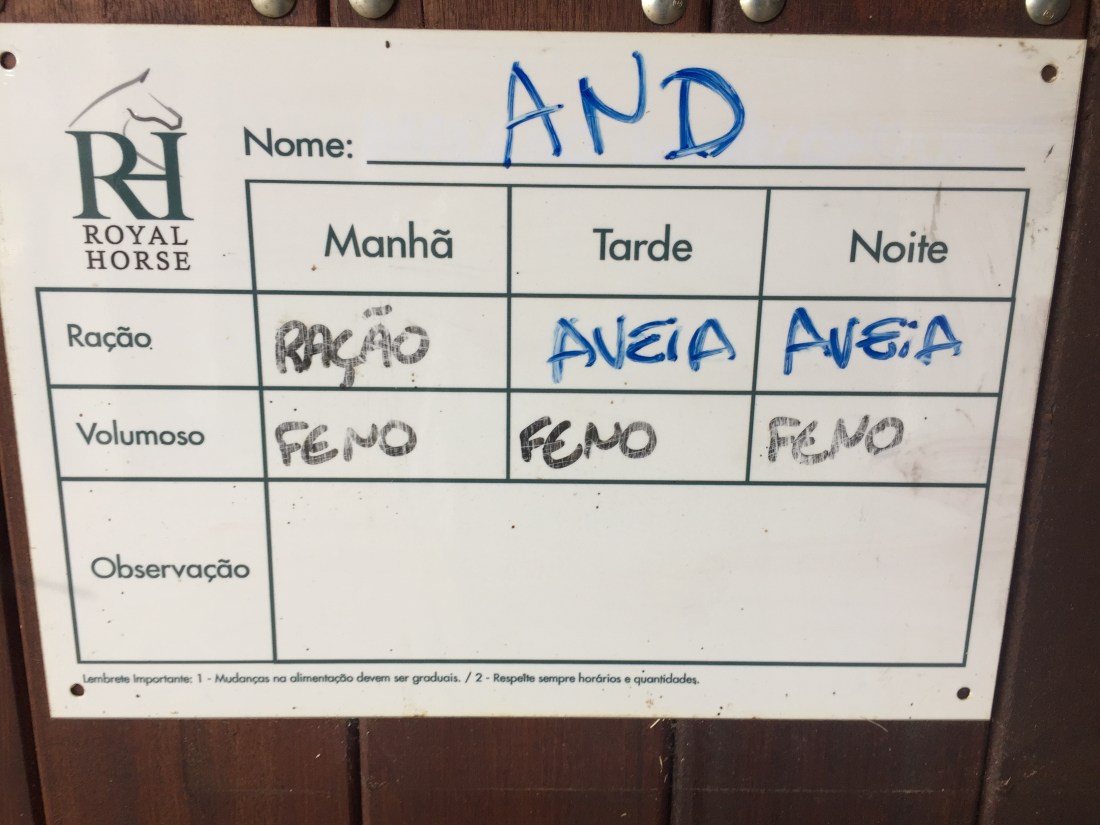 RH
ROYAL
HORSE
Nome: AND
Manhã Tarde Noite
Ração RAÇÃO AVEIA AVEIA
Volumoso FENO FENO FENO
Observação
Lembrete Importante: 1 - Mudanças na alimentação devem ser graduais. / 2 - Respeite sempre horários e quantidades.